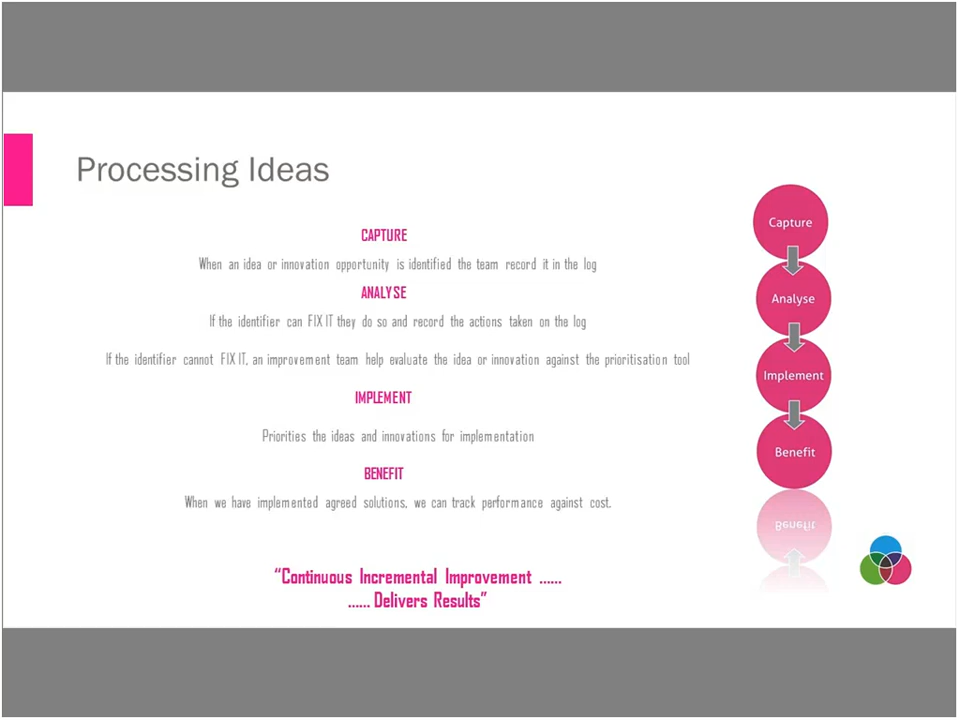 Processing Ideas
CAPTURE
When an idea or innovation opportunity is identified the team record it in the log
ANALYSE
If the identifier can FIX IT they do so and record the actions taken on the log
If the identifier cannot FIX IT, an improvement team help evaluate the idea or innovation against the prioritisation tool
IMPLEMENT
Priorities the ideas and innovations for implementation
BENEFIT
When we have implemented agreed solutions, we can track performance against cost.
“Continuous Incremental Improvement ......
...... Delivers Results”
Capture
Analyse
Implement
Benefit
Benefit